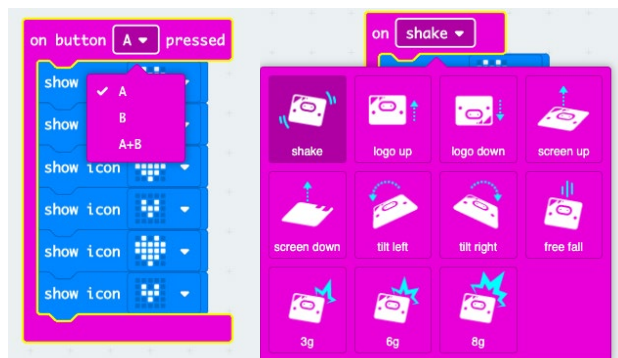 on button A pressed
show
A
show
B
A+B
show icon
show icon
show icon
show icon
on shake
shake
logo up
logo down
screen up
screen down
tilt left
tilt right
free fall
3g
6g
8g